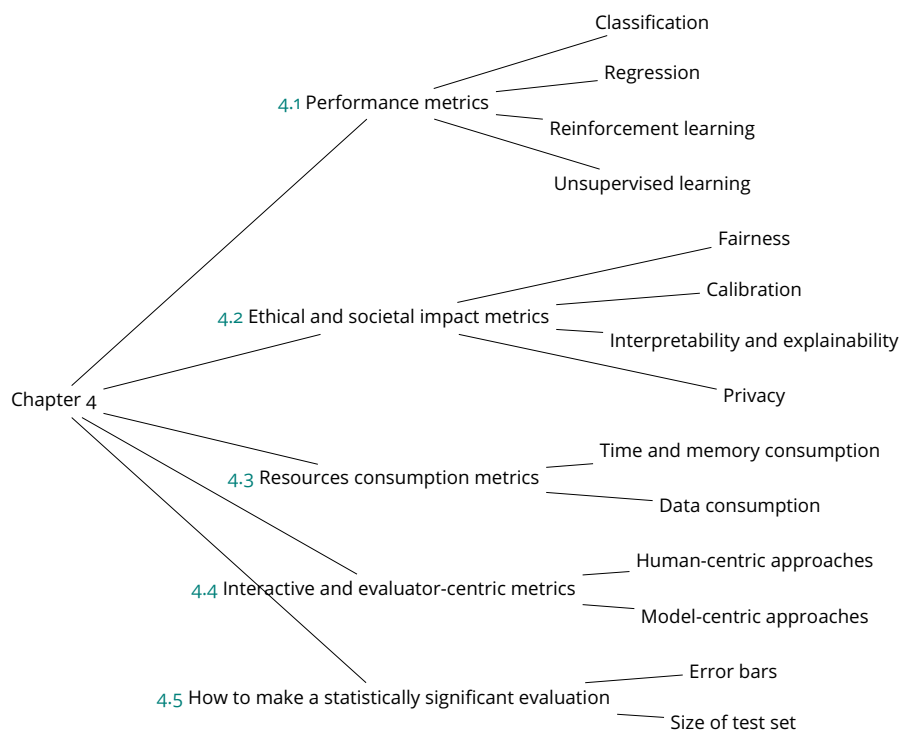 Chapter 4
4.1 Performance metrics
Classification
Regression
Reinforcement learning
Unsupervised learning
4.2 Ethical and societal impact metrics
Fairness
Calibration
Interpretability and explainability
Privacy
4.3 Resources consumption metrics
Time and memory consumption
Data consumption
4.4 Interactive and evaluator-centric metrics
Human-centric approaches
Model-centric approaches
4.5 How to make a statistically significant evaluation
Error bars
Size of test set